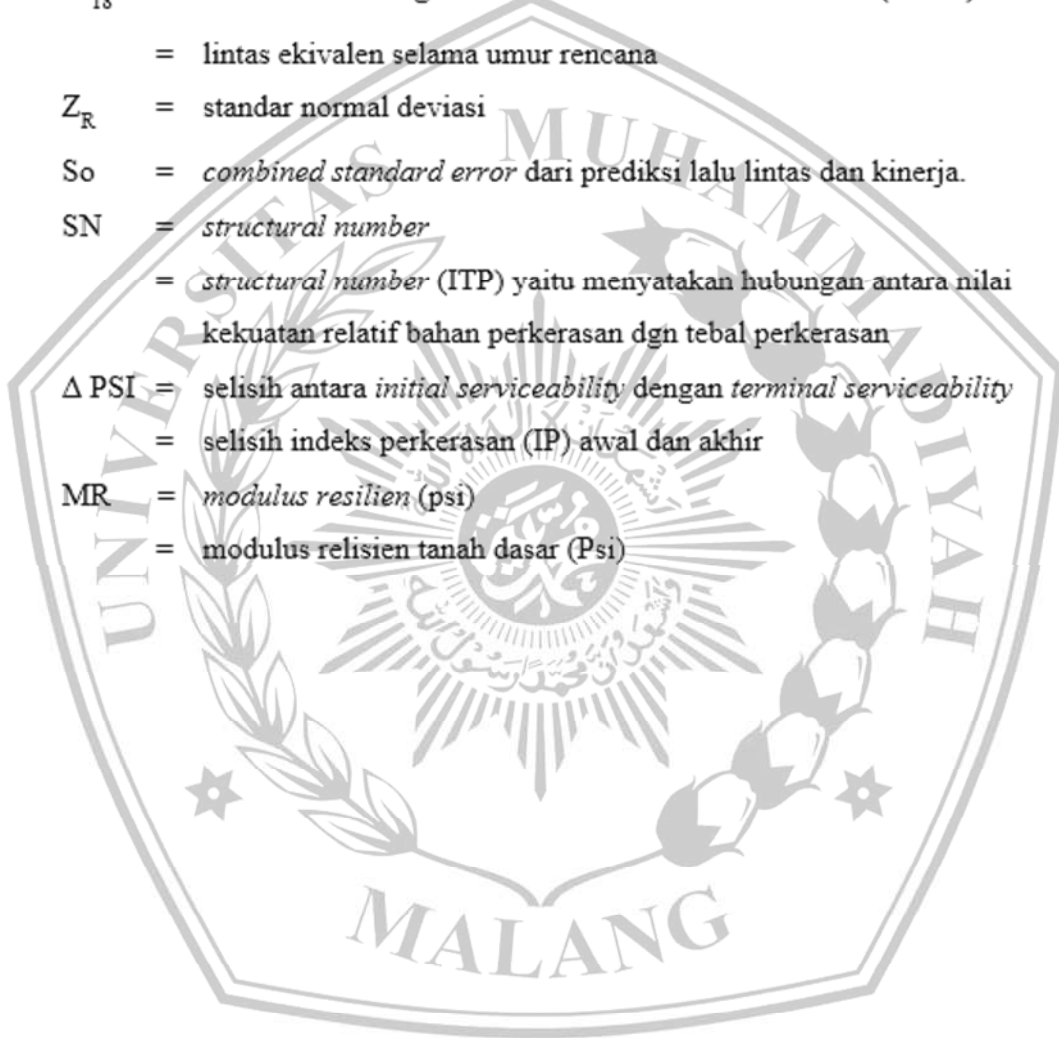 18
= lintas ekivalen selama umur rencana
Z_R = standar normal deviasi
So = combined standard error dari prediksi lalu lintas dan kinerja.
SN = structural number
= structural number (ITP) yaitu menyatakan hubungan antara nilai
kekuatan relatif bahan perkerasan dgn tebal perkerasan
Δ PSI = selisih antara initial serviceability dengan terminal serviceability
= selisih indeks perkerasan (IP) awal dan akhir
MR = modulus resilien (psi)
= modulus relisien tanah dasar (Psi)
UNIVERSITAS MUHAMMADIYAH
MALANG